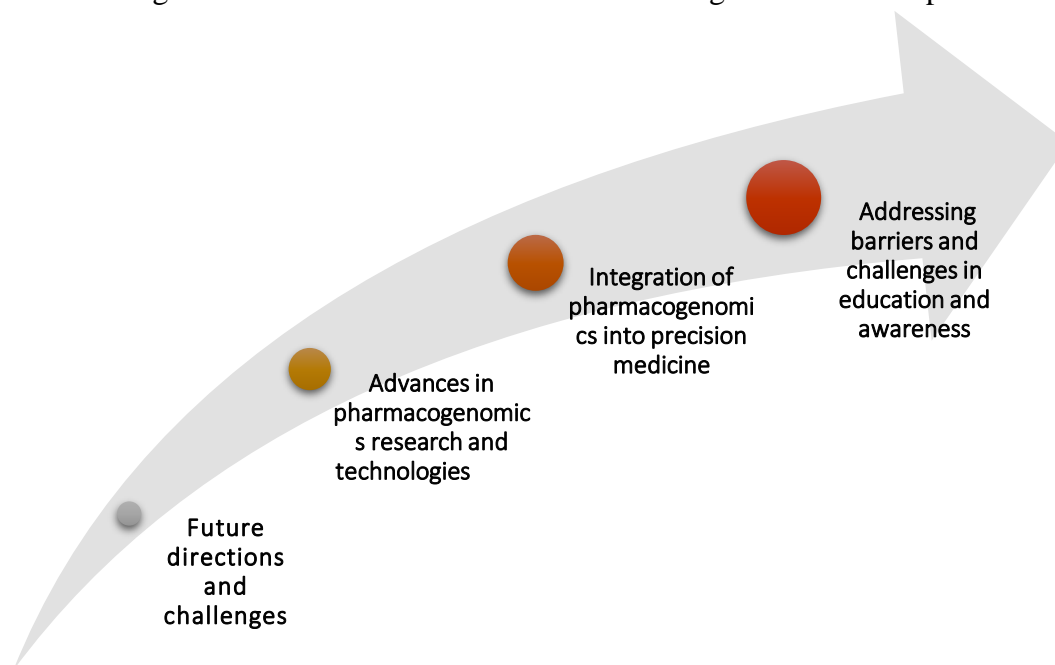 Future
directions
and
challenges
Advances in
pharmacogenomic
s research and
technologies
Integration of
pharmacogenomi
cs into precision
medicine
Addressing
barriers and
challenges in
education and
awareness